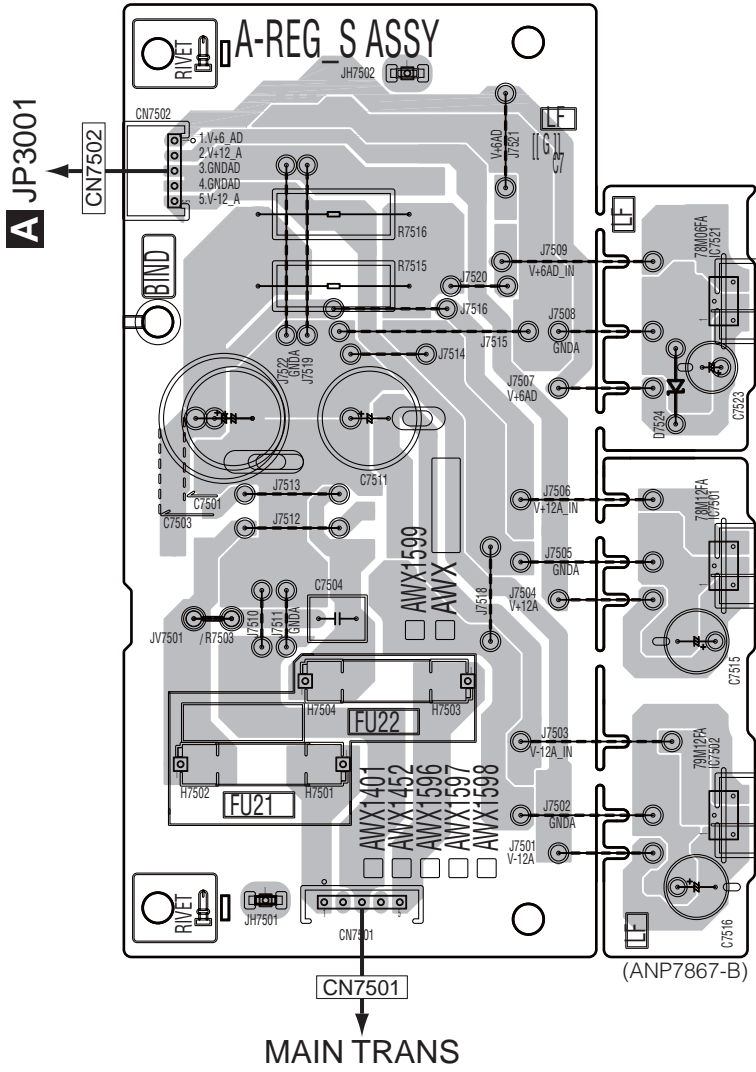 A-REG_S ASSY
RIVET
JH7502
A JP3001
CN7502
CN7502
1.V+6_AD
2.V+12_A
3.GNDAD
4.GNDAD
5.V-12_A
V+6AD
J7521
LF
[[ G ]]
C7
BIND
R7516
R7515
J7509
V+6AD_IN
J7520
J7516
J7508
GNDA
J7515
J7522
GNDA
J7519
J7514
J7507
V+6AD
LF
78M06FA
IC7521
C7523
D7524
C7511
C7501
C7503
J7513
J7512
J7506
V+12A_IN
J7505
GNDA
J7504
V+12A
78M12FA
IC7501
C7515
AWX1599
AWX
J7518
C7504
JV7501
/ R7503
J7510
J7511
GNDA
H7504
H7503
FU22
H7502
H7501
FU21
AWX1401
AWX1452
AWX1596
AWX1597
AWX1598
J7503
V-12A_IN
J7502
GNDA
J7501
V-12A
79M12FA
IC7502
C7516
LF
RIVET
JH7501
CN7501
(ANP7867-B)
CN7501
MAIN TRANS